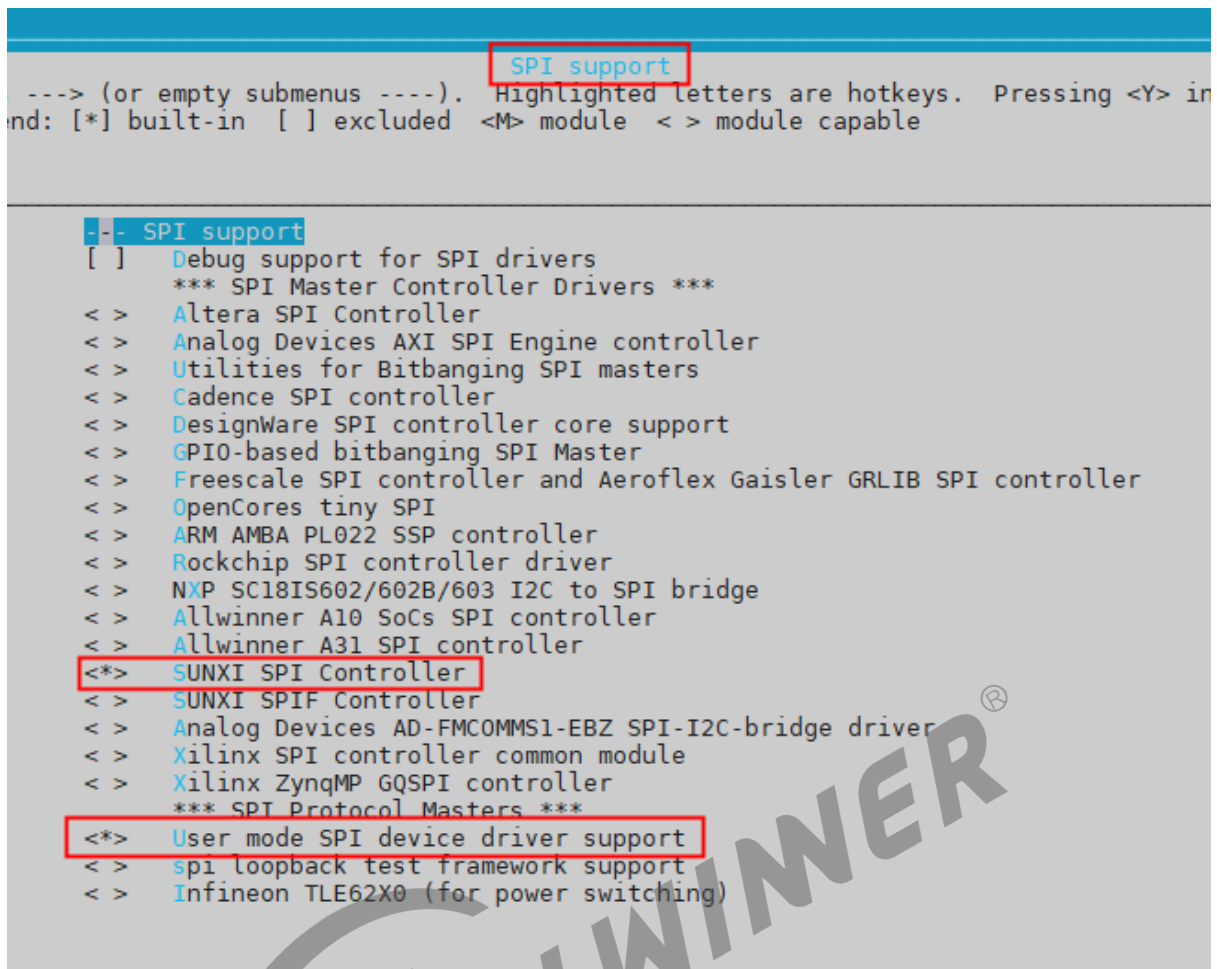 SPI support
---> (or empty submenus ----).  Highlighted letters are hotkeys.  Pressing <Y> in
end: [*] built-in  [ ] excluded  <M> module  < > module capable
--- SPI support
[ ]   Debug support for SPI drivers
*** SPI Master Controller Drivers ***
< >   Altera SPI Controller
< >   Analog Devices AXI SPI Engine controller
< >   Utilities for Bitbanging SPI masters
< >   Cadence SPI controller
< >   DesignWare SPI controller core support
< >   GPIO-based bitbanging SPI Master
< >   Freescale SPI controller and Aeroflex Gaisler GRLIB SPI controller
< >   OpenCores tiny SPI
< >   ARM AMBA PL022 SSP controller
< >   Rockchip SPI controller driver
< >   NXP SC18IS602/602B/603 I2C to SPI bridge
< >   Allwinner A10 SoCs SPI controller
< >   Allwinner A31 SPI controller
<*>   SUNXI SPI Controller
< >   SUNXI SPIF Controller
< >   Analog Devices AD-FMCOMMS1-EBZ SPI-I2C-bridge driver
< >   Xilinx SPI controller common module
< >   Xilinx ZynqMP GQSPI controller
*** SPI Protocol Masters ***
<*>   User mode SPI device driver support
< >   spi loopback test framework support
< >   Infineon TLE62X0 (for power switching)
LWINNER®